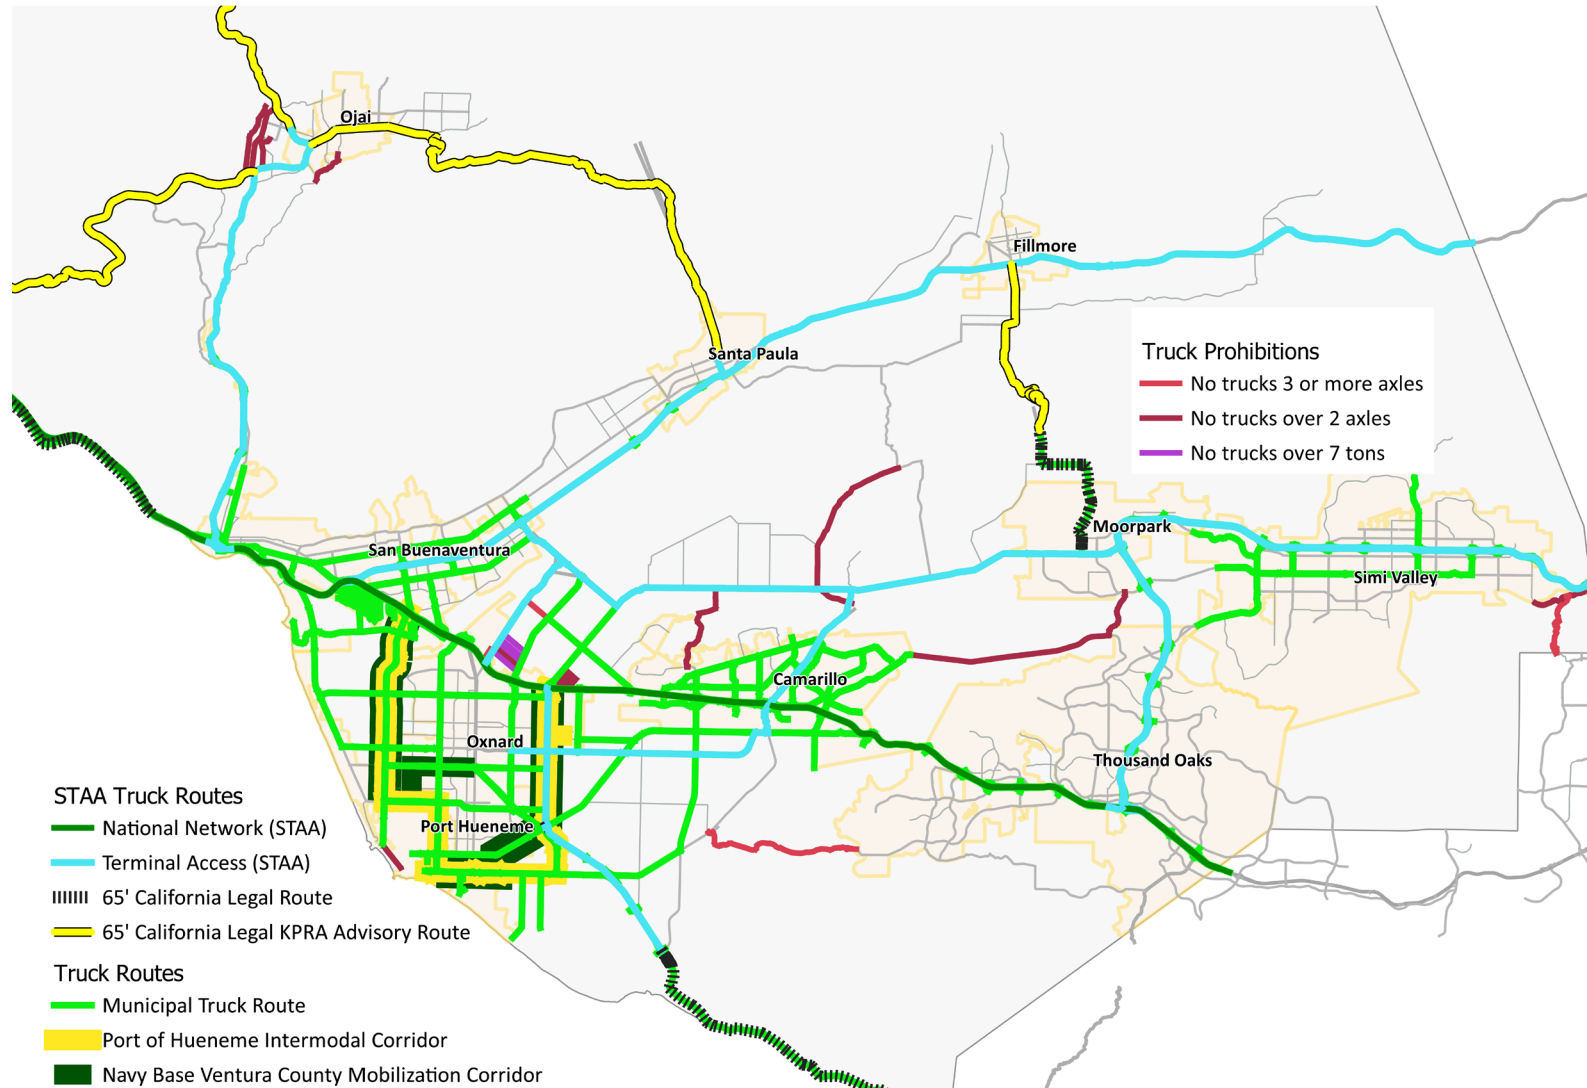 Ojai
Fillmore
Santa Paula
Truck Prohibitions
No trucks 3 or more axles
No trucks over 2 axles
No trucks over 7 tons
Moorpark
San Buenaventura
Simi Valley
Camarillo
Oxnard
Thousand Oaks
Port Hueneme
STAA Truck Routes
National Network (STAA)
Terminal Access (STAA)
65' California Legal Route
65' California Legal KPRA Advisory Route
Truck Routes
Municipal Truck Route
Port of Hueneme Intermodal Corridor
Navy Base Ventura County Mobilization Corridor